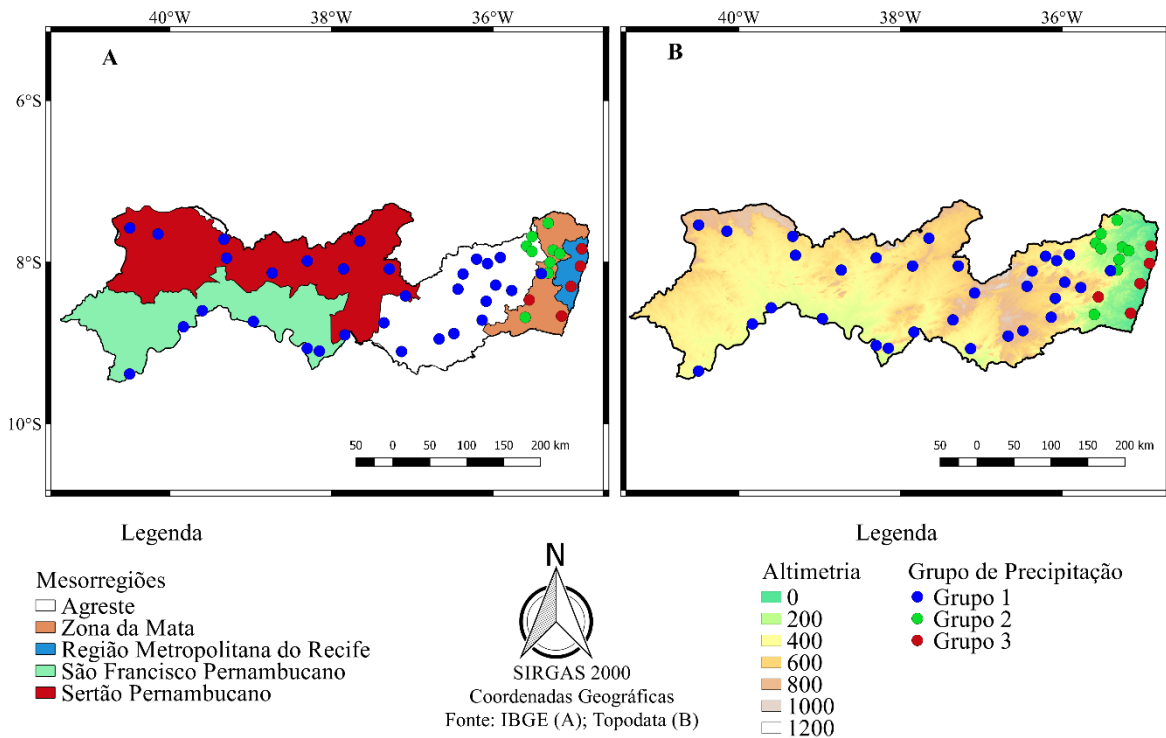 40°W 38°W 36°W 40°W 38°W 36°W
A
B
6°S
8°S
10°S
50 0 50 100 150 200 km
50 0 50 100 150 200 km
Legenda
Mesorregiões
Agreste
Zona da Mata
Região Metropolitana do Recife
São Francisco Pernambucano
Sertão Pernambucano
N
SIRGAS 2000
Coordenadas Geográficas
Fonte: IBGE (A); Topodata (B)
Legenda
Altimetria
0
200
400
600
800
1000
1200
Grupo de Precipitação
Grupo 1
Grupo 2
Grupo 3